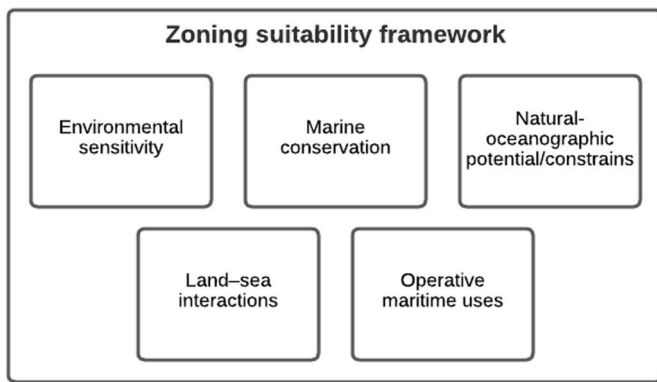 Zoning suitability framework
Environmental
sensitivity
Marine
conservation
Natural-
oceanographic
potential/constrains
Land–sea
interactions
Operative
maritime uses